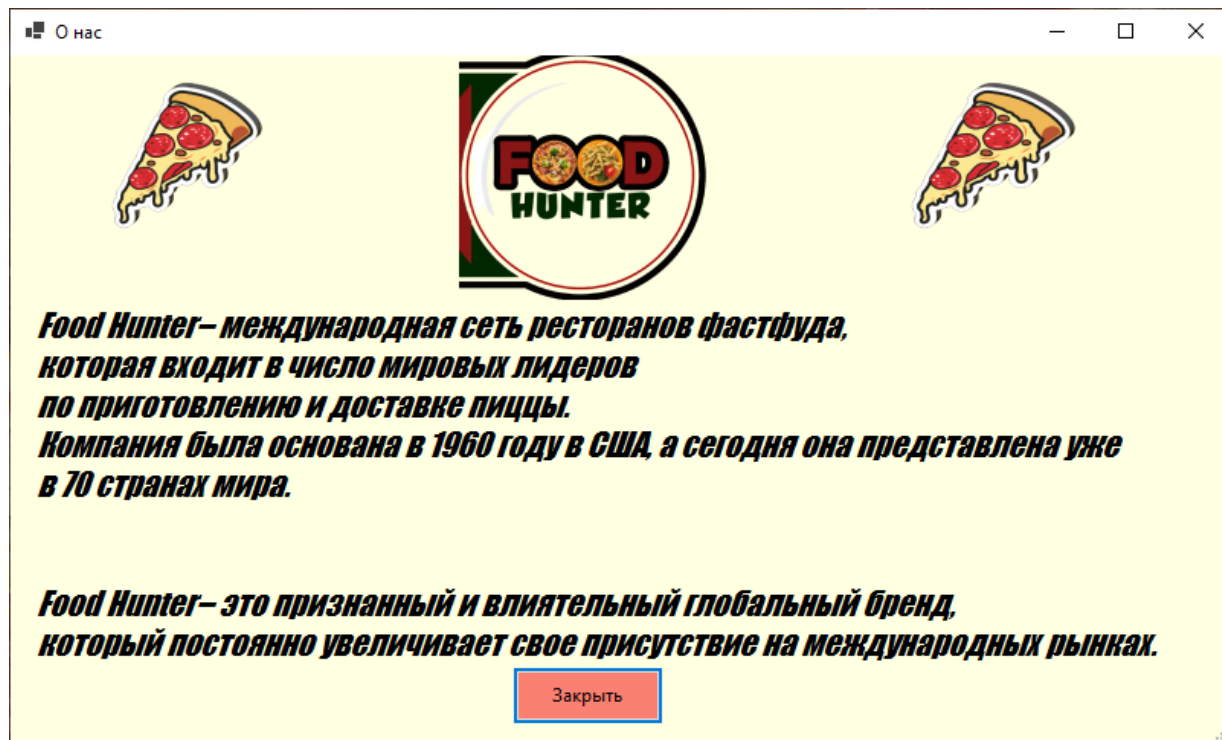 О нас
FOOD
HUNTER
Food Hunter– международная сеть ресторанов фастфуда,
которая входит в число мировых лидеров
по приготовлению и доставке пиццы.
Компания была основана в 1960 году в США, а сегодня она представлена уже
в 70 странах мира.
Food Hunter– это признанный и влиятельный глобальный бренд,
который постоянно увеличивает свое присутствие на международных рынках.
Закрыть